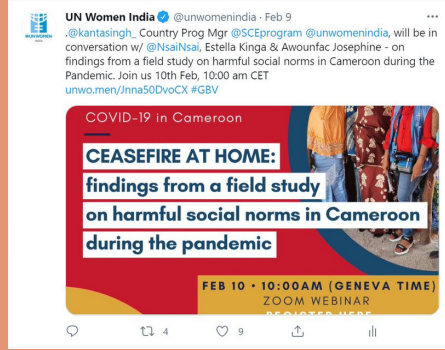 UN Women India @unwomenindia · Feb 9
.@kantasingh_ Country Prog Mgr @SCEprogram @unwomenindia, will be in
conversation w/ @NsaiNsai, Estella Kinga & Awounfac Josephine - on
findings from a field study on harmful social norms in Cameroon during the
Pandemic. Join us 10th Feb, 10:00 am CET
unwo.men/Jnna50DvoCX #GBV
COVID-19 in Cameroon
CEASEFIRE AT HOME:
findings from a field study
on harmful social norms in Cameroon
during the pandemic
FEB 10 • 10:00AM (GENEVA TIME)
ZOOM WEBINAR
REGISTER HERE
4
9